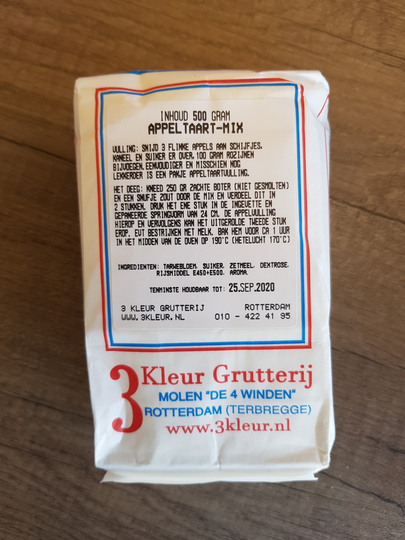 INHOUD 500 GRAM
APPELTAART-MIX
VULLING: SNIJD 3 FLINKE APPELS AAN SCHIJFJES.
KANEEL EN SUIKER ER OVER. 100 GRAM ROZIJNEN
BIJVOEGEN. EENVOUDIGER EN MISSCHIEN NOG
LEKKERDER IS EEN PAKJE APPELTAARTVULLING.
HET DEEG: KNEED 250 GR ZACHTE BOTER (NIET GESMOLTEN)
EN EEN SNUFJE ZOUT DOOR DE MIX EN VERDEEL DIT IN
2 STUKKEN. DRUK HET ENE STUK IN DE INGEVETTE EN
GEPANEERDE SPRINGVORM VAN 24 CM. DE APPELVULLING
HIEROP EN VERVOLGENS KAN HET UITGEROLDE TWEEDE STUK
EROP. EUT BESTRIJKEN MET MELK. BAK HEM VOOR CA 1 UUR
IN HET MIDDEN VAN DE OVEN OP 190°C (HETELUCHT 170°C)
INGREDIENTEN: TARWEBLOEM. SUIKER. ZETMEEL. DEXTROSE.
RIJSMIDDEL E450+E500. AROMA
TENMINSTE HOUDBAAR TOT: 25.SEP.2020
3 KLEUR GRUTTERIJ ROTTERDAM
WWW.3KLEUR.NL 010 - 422 41 95
3 Kleur Grutterij
MOLEN "DE 4 WINDEN"
ROTTERDAM (TERBREGGE)
www.3kleur.nl